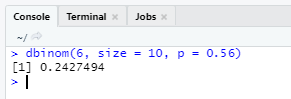 Console Terminal × Jobs ×
~/
> dbinom(6, size = 10, p = 0.56)
[1] 0.2427494
>